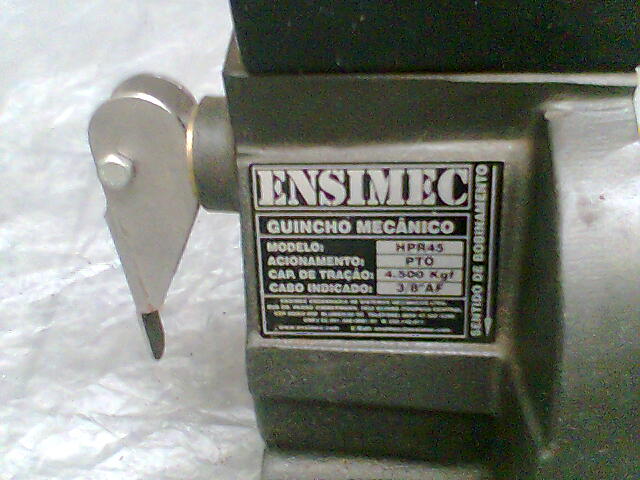 ENSIMEC
QUINCHO MECÂNICO
MODELO: HPR45
ACIONAMENTO: PTO
CAP. DE TRAÇÃO: 4.500 Kgf
CABO INDICADO: 3/8"AF
SENTIDO DE BOBINAMENTO